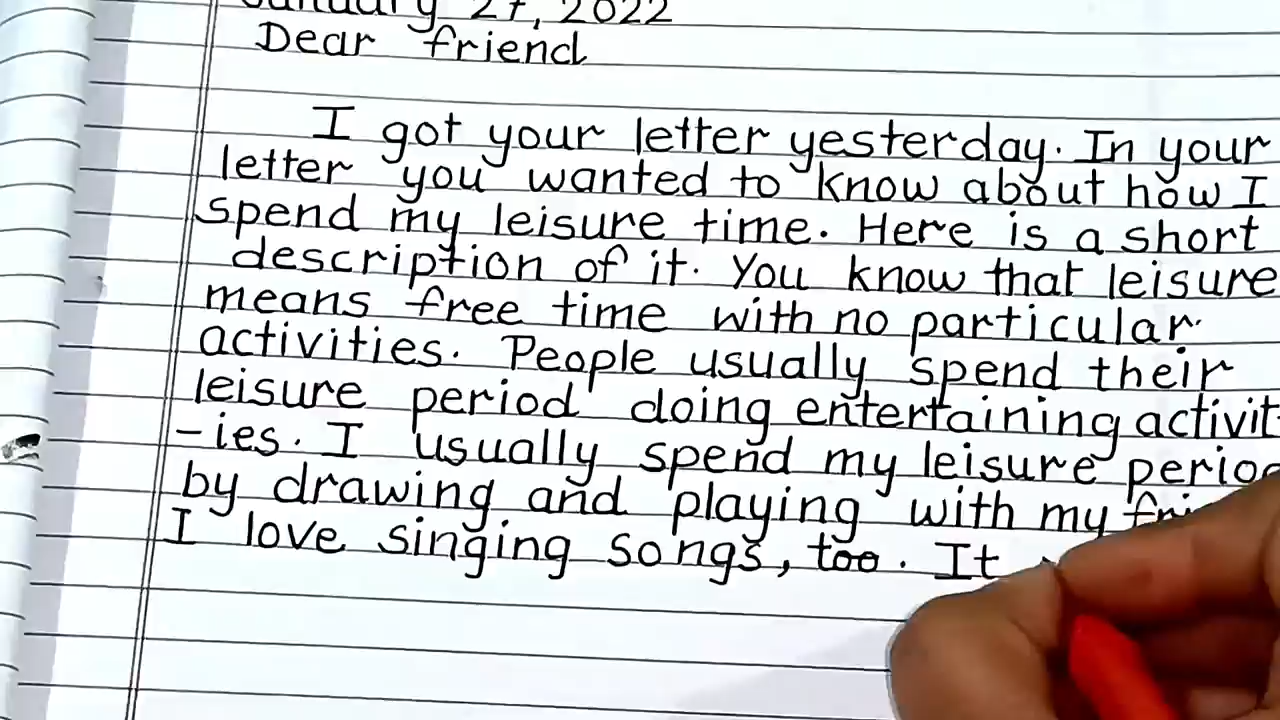 January 27, 2022
Dear friend
I got your letter yesterday. In your
letter you wanted to know about how I
spend my leisure time. Here is a short
description of it. You know that leisure
means free time with no particular
activities. People usually spend their
leisure period doing entertaining activit
-ies. I usually spend my leisure
by drawing and playing with my
I love singing songs, too. It